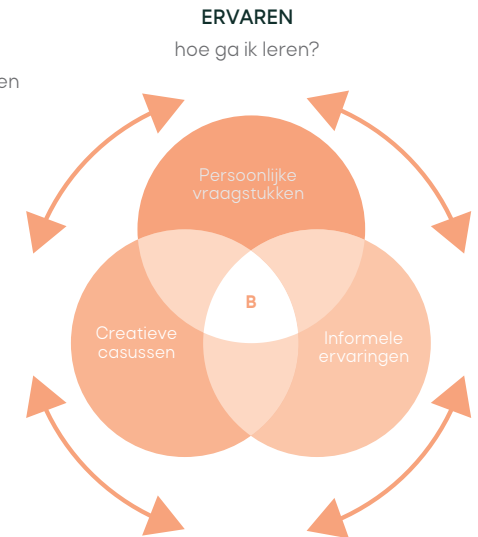 ERVAREN
hoe ga ik leren?
Persoonlijke
vraagstukken
B
Creatieve
casussen
Informele
ervaringen